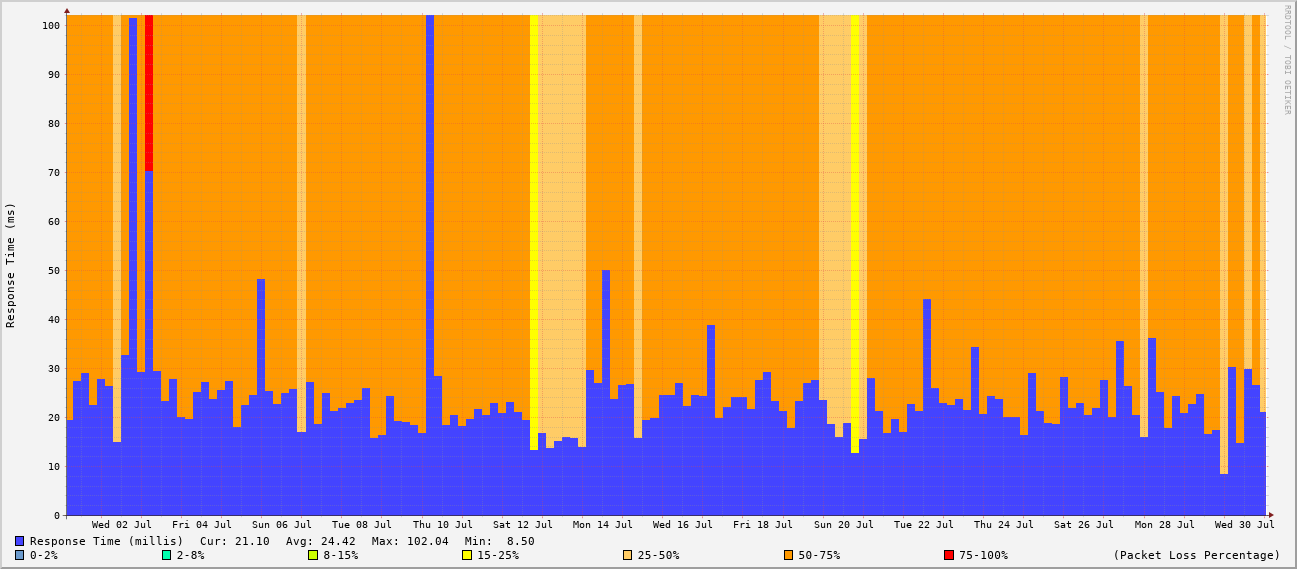 RRDTOOL / TOBI OETIKER
Response Time (ms)
100
90
80
70
60
50
40
30
20
10
0
Wed 02 Jul Fri 04 Jul Sun 06 Jul Tue 08 Jul Thu 10 Jul Sat 12 Jul Mon 14 Jul Wed 16 Jul Fri 18 Jul Sun 20 Jul Tue 22 Jul Thu 24 Jul Sat 26 Jul Mon 28 Jul Wed 30 Jul
Response Time (millis) Cur: 21.10 Avg: 24.42 Max: 102.04 Min: 8.50
0-2% 2-8% 8-15% 15-25% 25-50% 50-75% 75-100% (Packet Loss Percentage)